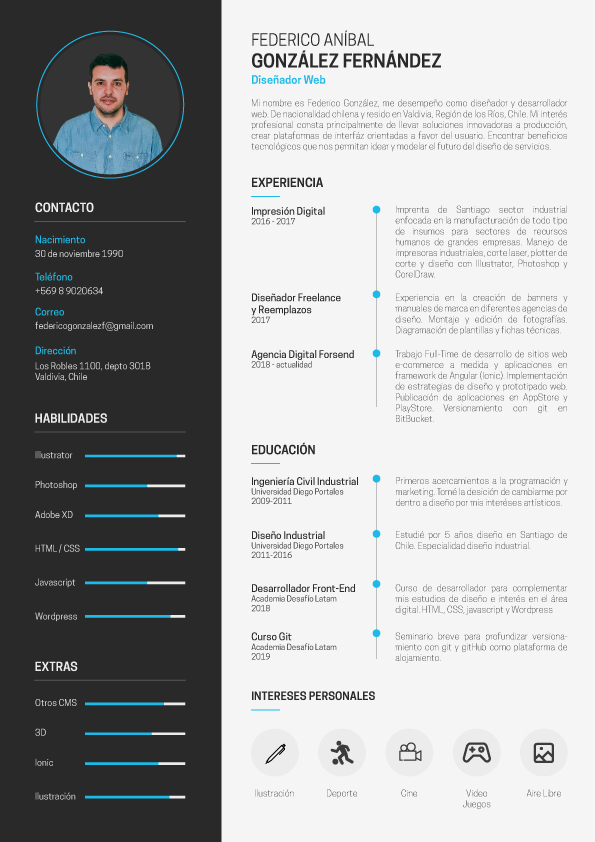 CONTACTO
Nacimiento
30 de noviembre 1990
Teléfono
+569 8 9020634
Correo
federicogonzalezf@gmail.com
Dirección
Los Robles 1100, depto 3018
Valdivia, Chile
HABILIDADES
Illustrator
Photoshop
Adobe XD
HTML / CSS
Javascript
Wordpress
EXTRAS
Otros CMS
3D
Ionic
Ilustración
FEDERICO ANÍBAL
GONZÁLEZ FERNÁNDEZ
Diseñador Web
Mi nombre es Federico González, me desempeño como diseñador y desarrollador
web. De nacionalidad chilena y resido en Valdivia, Región de los Ríos, Chile. Mi interés
profesional consta principalmente de llevar soluciones innovadoras a producción,
crear plataformas de interfáz orientadas a favor del usuario. Encontrar beneficios
tecnológicos que nos permitan idear y modelar el futuro del diseño de servicios.
EXPERIENCIA
Impresión Digital
2016 - 2017
Imprenta de Santiago sector industrial
enfocada en la manufacturación de todo tipo
de insumos para sectores de recursos
humanos de grandes empresas. Manejo de
impresoras industriales, corte laser, plotter de
corte y diseño con Illustrator, Photoshop y
CorelDraw.
Diseñador Freelance
y Reemplazos
2017
Experiencia en la creación de banners y
manuales de marca en diferentes agencias de
diseño. Montaje y edición de fotografías.
Diagramación de plantillas y fichas técnicas.
Agencia Digital Forsend
2018 - actualidad
Trabajo Full-Time de desarrollo de sitios web
e-commerce a medida y aplicaciones en
framework de Angular (Ionic). Implementación
de estrategias de diseño y prototipado web.
Publicación de aplicaciones en AppStore y
PlayStore. Versionamiento con git en
BitBucket.
EDUCACIÓN
Ingeniería Civil Industrial
Universidad Diego Portales
2009-2011
Primeros acercamientos a la programación y
marketing. Tomé la desición de cambiarme por
dentro a diseño por mis intereses artísticos.
Diseño Industrial
Universidad Diego Portales
2011-2016
Estudié por 5 años diseño en Santiago de
Chile. Especialidad diseño industrial.
Desarrollador Front-End
Academia Desafío Latam
2018
Curso de desarrollador para complementar
mis estudios de diseño e interés en el área
digital. HTML, CSS, javascript y Wordpress
Curso Git
Academia Desafío Latam
2019
Seminario breve para profundizar versiona-
miento con git y gitHub como plataforma de
alojamiento.
INTERESES PERSONALES
Ilustración
Deporte
Cine
Video
Juegos
Aire Libre